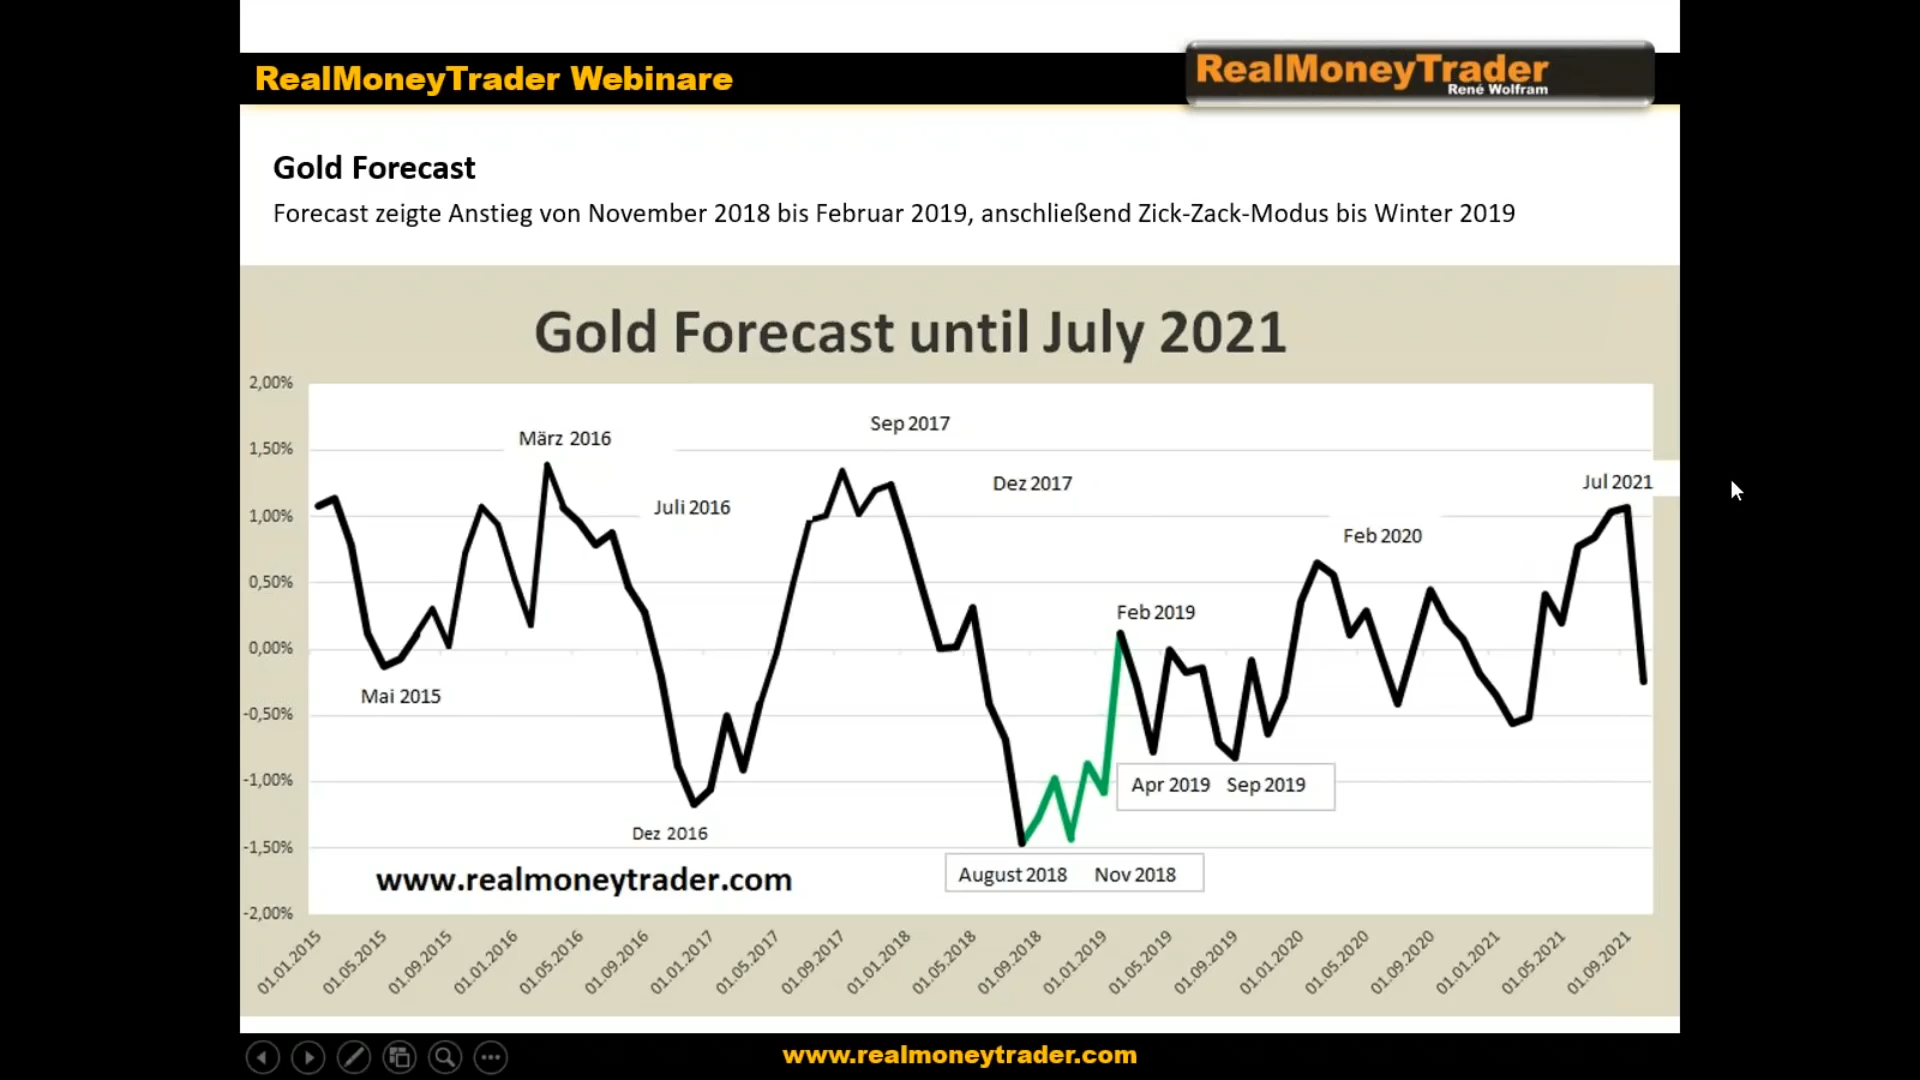 RealMoneyTrader Webinare
RealMoneyTrader
René Wolfram
Gold Forecast
Forecast zeigte Anstieg von November 2018 bis Februar 2019, anschließend Zick-Zack-Modus bis Winter 2019
Gold Forecast until July 2021
2,00%
1,50%
1,00%
0,50%
0,00%
-0,50%
-1,00%
-1,50%
-2,00%
März 2016
Sep 2017
Dez 2017
Jul 2021
Juli 2016
Feb 2020
Feb 2019
Mai 2015
Apr 2019 Sep 2019
Dez 2016
August 2018 Nov 2018
www.realmoneytrader.com
01.01.2015
01.05.2015
01.09.2015
01.01.2016
01.05.2016
01.09.2016
01.01.2017
01.05.2017
01.09.2017
01.01.2018
01.05.2018
01.09.2018
01.01.2019
01.05.2019
01.09.2019
01.01.2020
01.05.2020
01.09.2020
01.01.2021
01.05.2021
01.09.2021
www.realmoneytrader.com